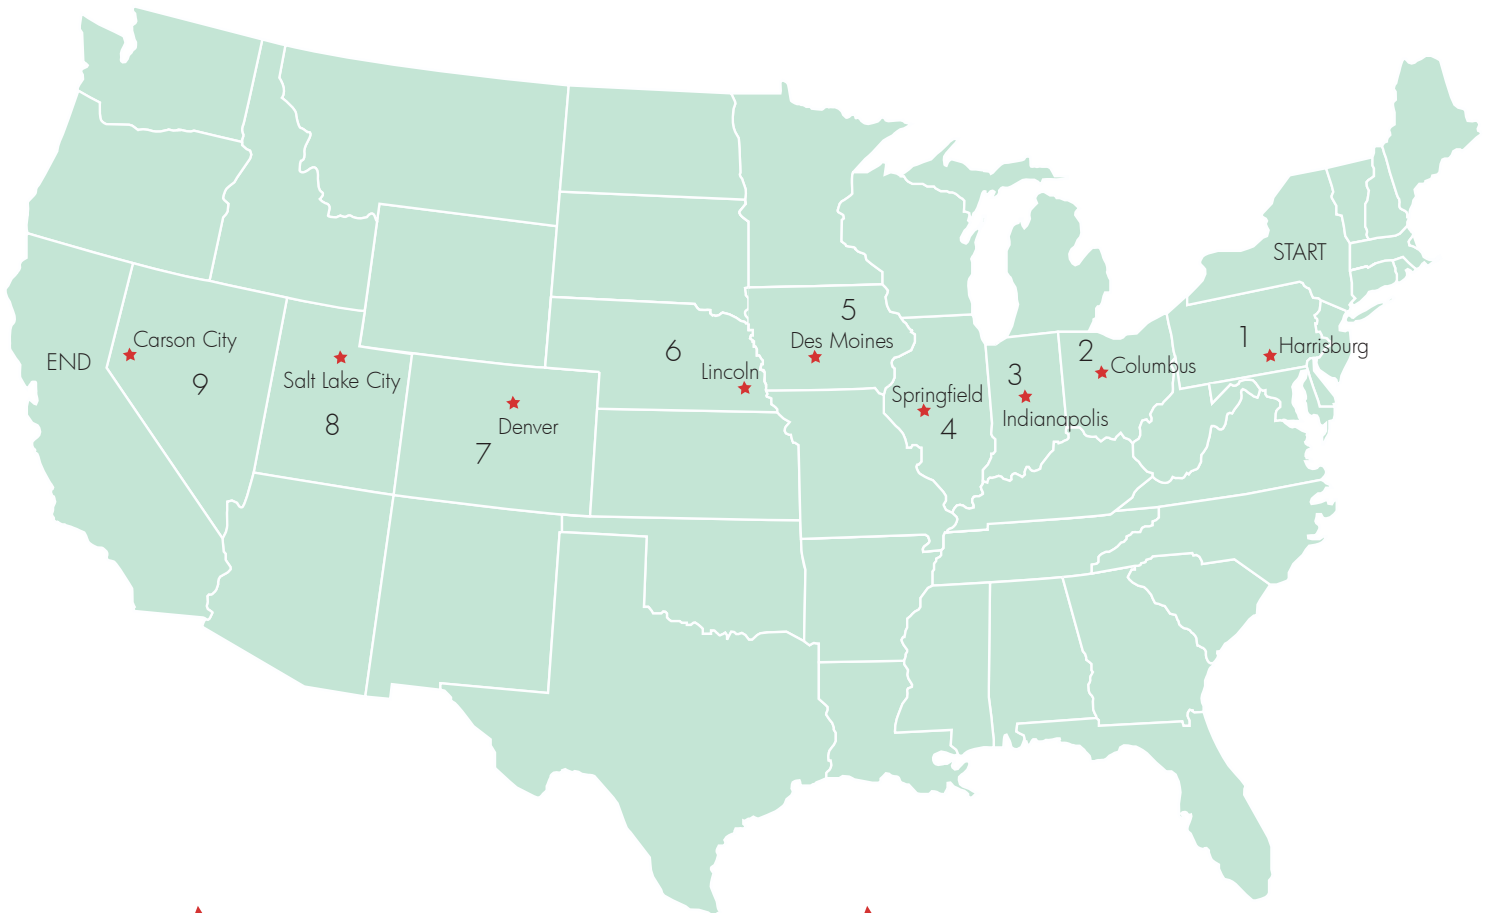 START
1
Harrisburg
2
Columbus
3
Indianapolis
Springfield
4
5
Des Moines
6
Lincoln
Denver
7
Salt Lake City
8
Carson City
9
END